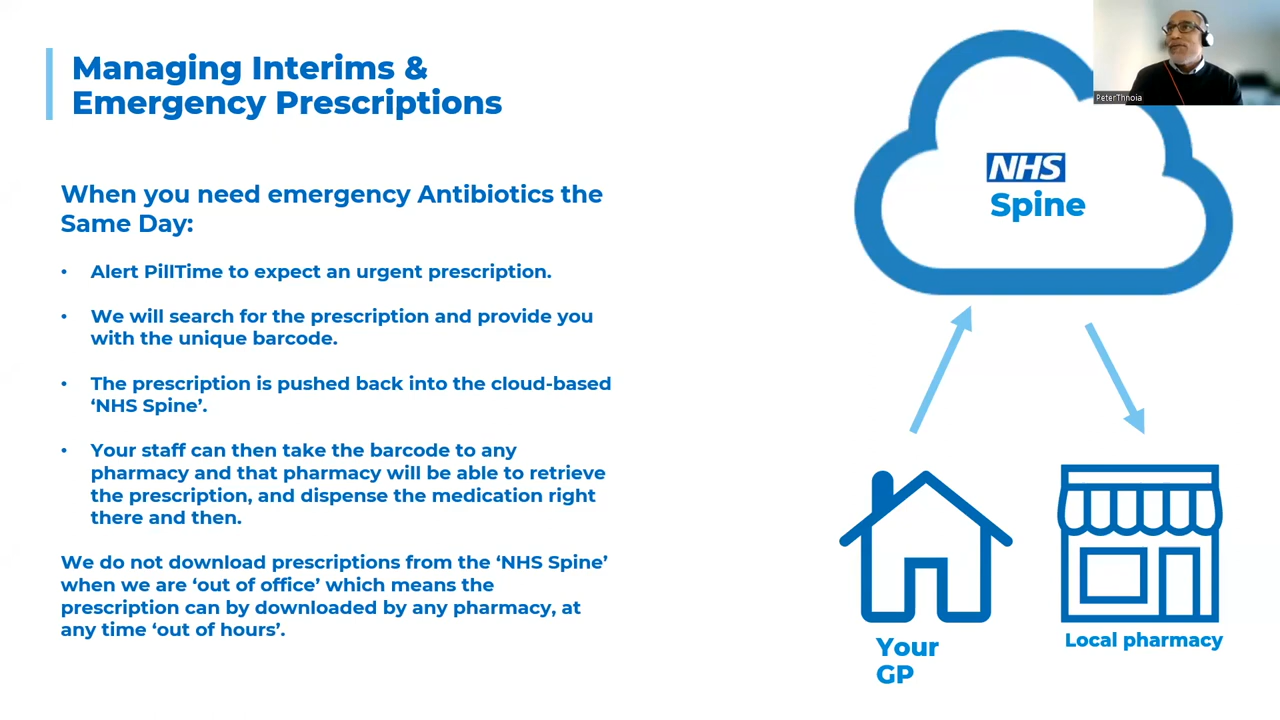 Managing Interims &
Emergency Prescriptions
When you need emergency Antibiotics the
Same Day:
• Alert PillTime to expect an urgent prescription.
• We will search for the prescription and provide you
with the unique barcode.
• The prescription is pushed back into the cloud-based
‘NHS Spine’.
• Your staff can then take the barcode to any
pharmacy and that pharmacy will be able to retrieve
the prescription, and dispense the medication right
there and then.
We do not download prescriptions from the ‘NHS Spine’
when we are ‘out of office’ which means the
prescription can by downloaded by any pharmacy, at
any time ‘out of hours’.
PeterThnoia
NHS
Spine
Your
GP
Local pharmacy